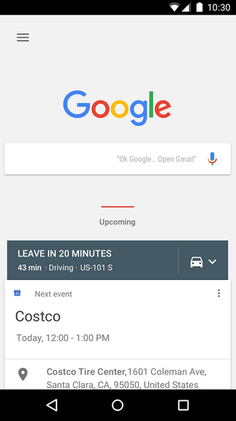 10:30
Google
"Ok Google... Open Gmail"
Upcoming
LEAVE IN 20 MINUTES
43 min · Driving · US-101 S
Next event
Costco
Today, 12:00 - 1:00 PM
Costco Tire Center,1601 Coleman Ave,
Santa Clara, CA, 95050, United States